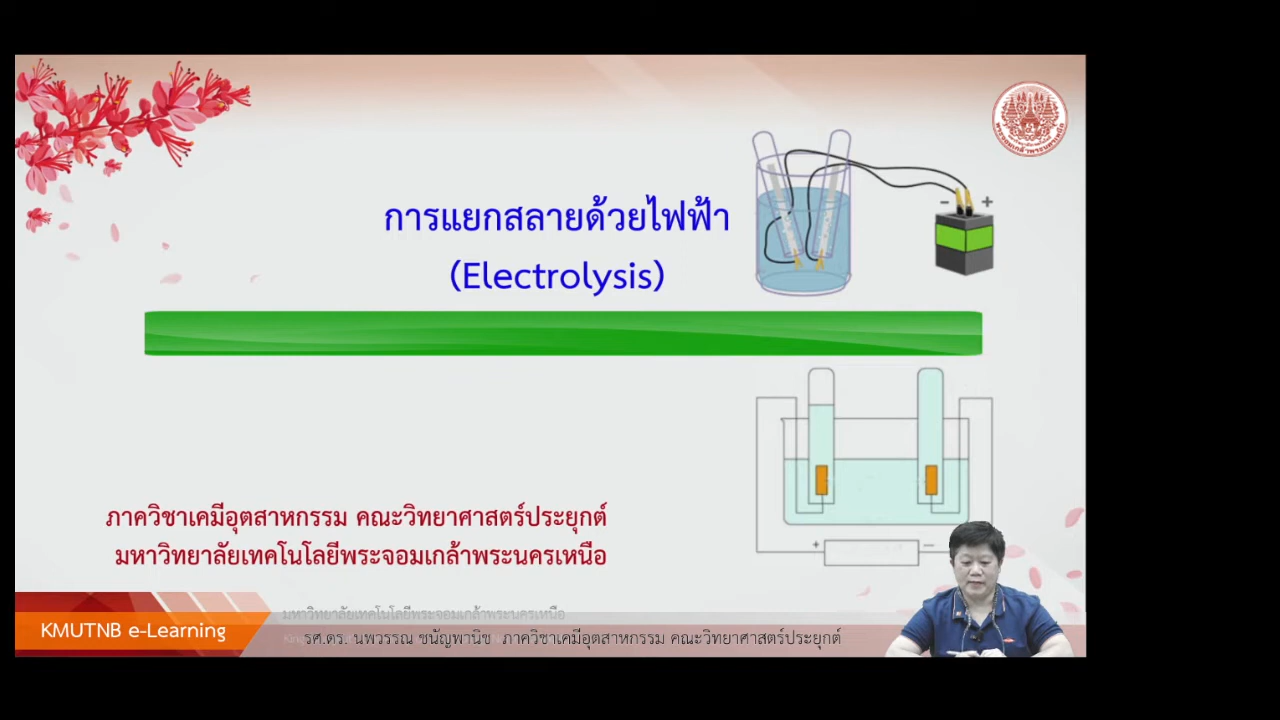 การแยกสลายด้วยไฟฟ้า
(Electrolysis)
- +
+ −
ภาควิชาเคมีอุตสาหกรรม คณะวิทยาศาสตร์ประยุกต์
มหาวิทยาลัยเทคโนโลยีพระจอมเกล้าพระนครเหนือ
มหาวิทยาลัยเทคโนโลยีพระจอมเกล้าพระนครเหนือ
KMUTNB e-Learning
รศ.ดร. นพวรรณ ชนัญพานิช ภาควิชาเคมีอุตสาหกรรม คณะวิทยาศาสตร์ประยุกต์